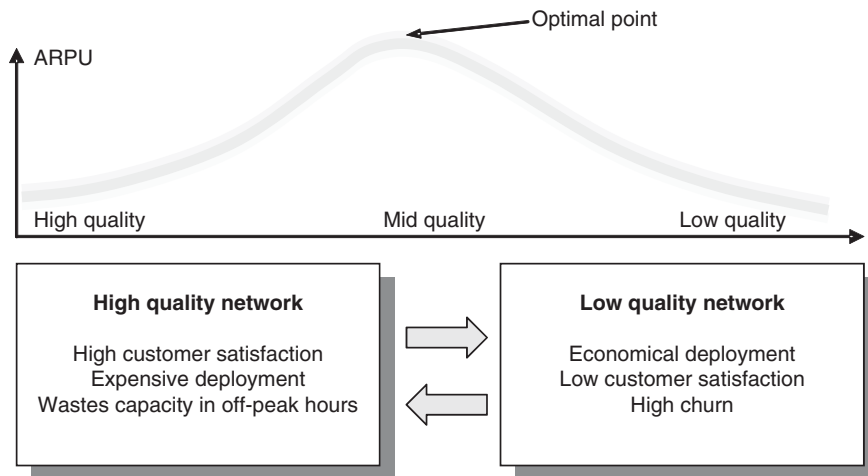 Optimal point
ARPU
High quality
Mid quality
Low quality
High quality network
High customer satisfaction
Expensive deployment
Wastes capacity in off-peak hours
Low quality network
Economical deployment
Low customer satisfaction
High churn